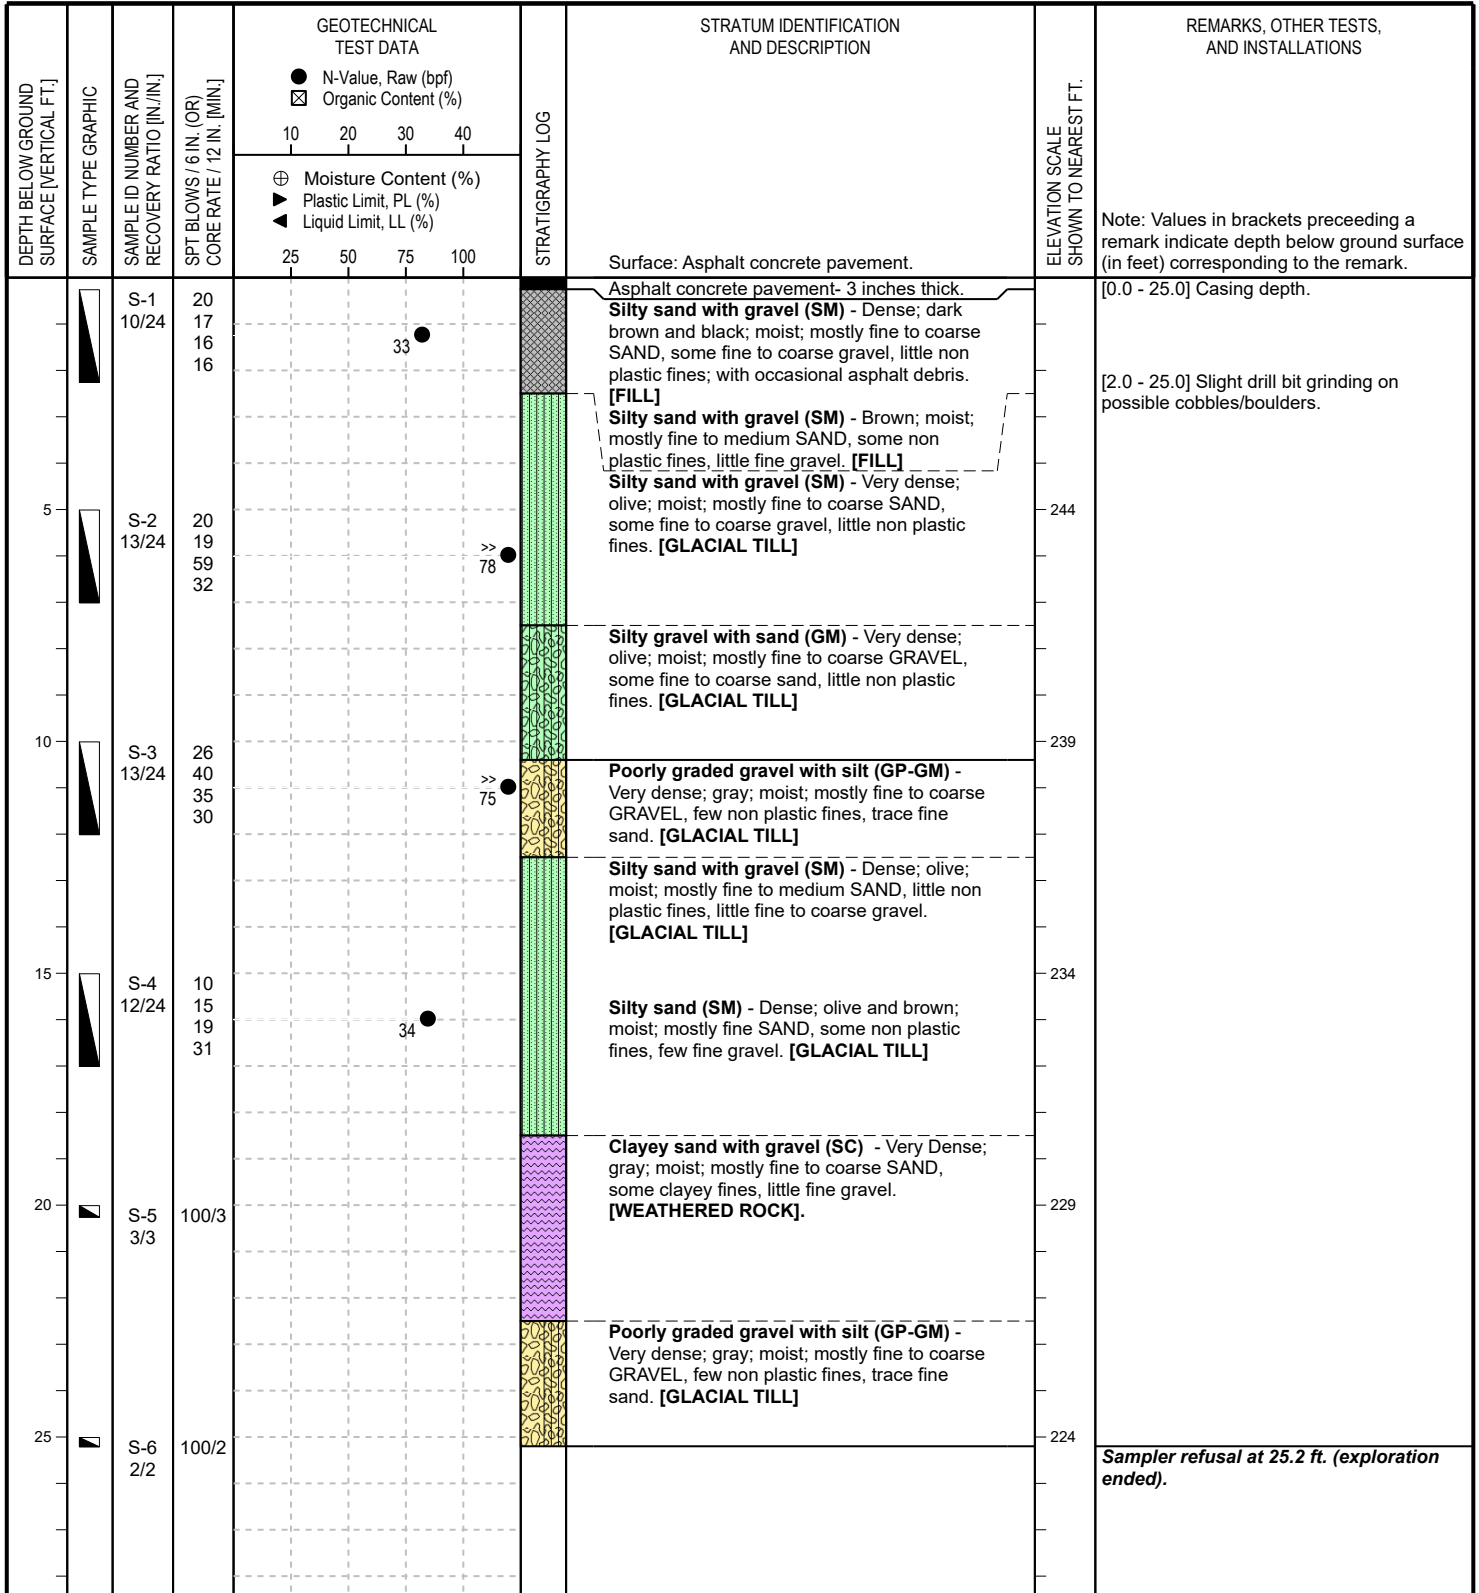 DEPTH BELOW GROUND
SURFACE [VERTICAL FT.]
SAMPLE TYPE GRAPHIC
SAMPLE ID NUMBER AND
RECOVERY RATIO [IN./IN.]
SPT BLOWS / 6 IN. (OR)
CORE RATE / 12 IN. [MIN.]
GEOTECHNICAL
TEST DATA
N-Value, Raw (bpf)
Organic Content (%)
10 20 30 40
Moisture Content (%)
Plastic Limit, PL (%)
Liquid Limit, LL (%)
25 50 75 100
STRATIGRAPHY LOG
STRATUM IDENTIFICATION
AND DESCRIPTION
Surface: Asphalt concrete pavement.
ELEVATION SCALE
SHOWN TO NEAREST FT.
REMARKS, OTHER TESTS,
AND INSTALLATIONS
Note: Values in brackets preceeding a
remark indicate depth below ground surface
(in feet) corresponding to the remark.
S-1
10/24
20
17
16
16
33
Asphalt concrete pavement- 3 inches thick.
Silty sand with gravel (SM) - Dense; dark
brown and black; moist; mostly fine to coarse
SAND, some fine to coarse gravel, little non
plastic fines; with occasional asphalt debris.
[FILL]
Silty sand with gravel (SM) - Brown; moist;
mostly fine to medium SAND, some non
plastic fines, little fine gravel. [FILL]
[0.0 - 25.0] Casing depth.
[2.0 - 25.0] Slight drill bit grinding on
possible cobbles/boulders.
5
S-2
13/24
20
19
59
32
>>
78
Silty sand with gravel (SM) - Very dense;
olive; moist; mostly fine to coarse SAND,
some fine to coarse gravel, little non plastic
fines. [GLACIAL TILL]
244
Silty gravel with sand (GM) - Very dense;
olive; moist; mostly fine to coarse GRAVEL,
some fine to coarse sand, little non plastic
fines. [GLACIAL TILL]
10
S-3
13/24
26
40
35
30
>>
75
239
Poorly graded gravel with silt (GP-GM) -
Very dense; gray; moist; mostly fine to coarse
GRAVEL, few non plastic fines, trace fine
sand. [GLACIAL TILL]
Silty sand with gravel (SM) - Dense; olive;
moist; mostly fine to medium SAND, little non
plastic fines, little fine to coarse gravel.
[GLACIAL TILL]
15
S-4
12/24
10
15
19
31
34
234
Silty sand (SM) - Dense; olive and brown;
moist; mostly fine SAND, some non plastic
fines, few fine gravel. [GLACIAL TILL]
Clayey sand with gravel (SC) - Very Dense;
gray; moist; mostly fine to coarse SAND,
some clayey fines, little fine gravel.
[WEATHERED ROCK].
20
S-5
3/3
100/3
229
Poorly graded gravel with silt (GP-GM) -
Very dense; gray; moist; mostly fine to coarse
GRAVEL, few non plastic fines, trace fine
sand. [GLACIAL TILL]
25
S-6
2/2
100/2
224
Sampler refusal at 25.2 ft. (exploration
ended).